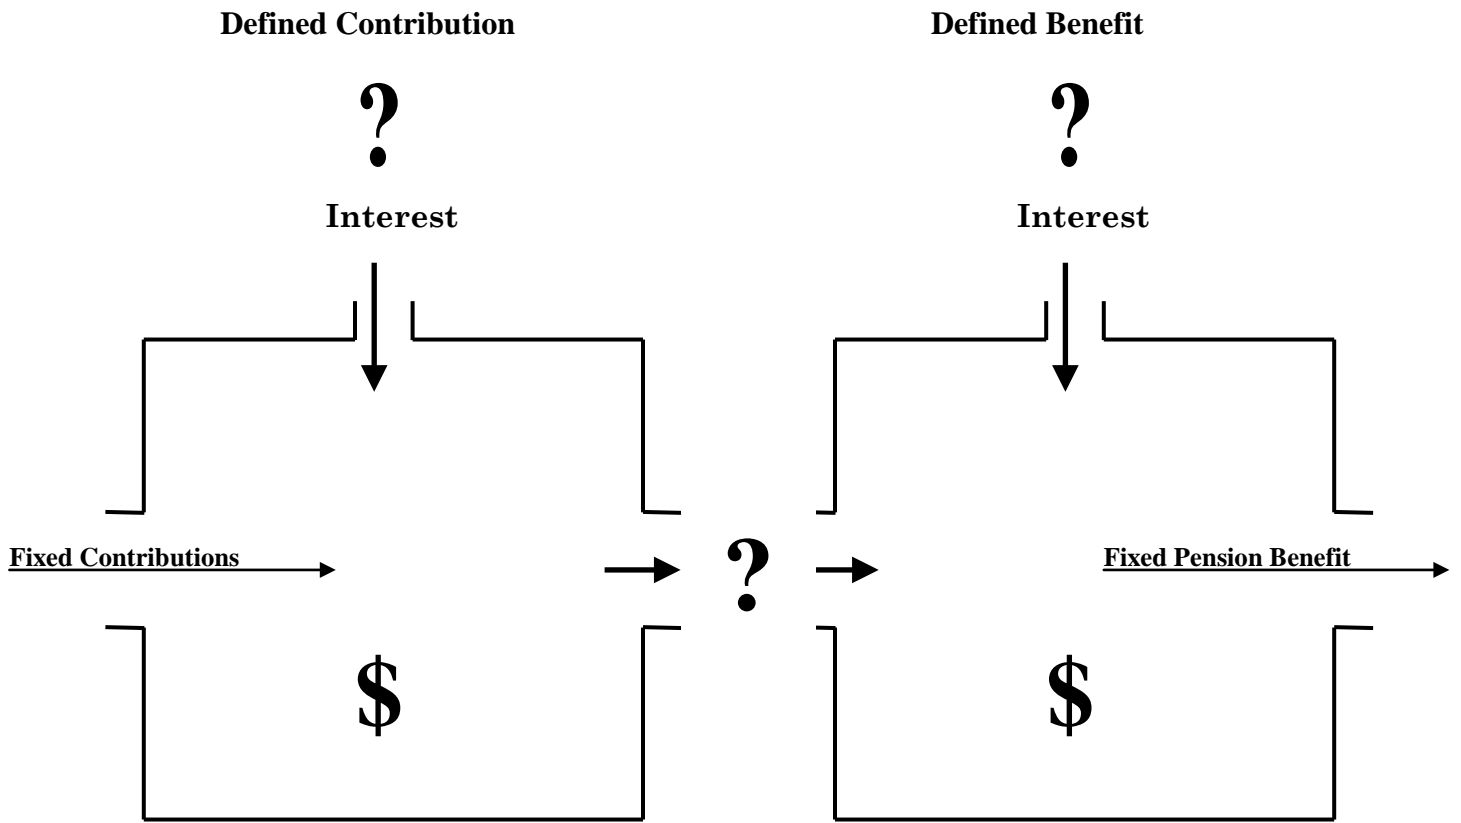 Defined Contribution
Defined Benefit
?
?
Interest
Interest
Fixed Contributions
?
Fixed Pension Benefit
$
$